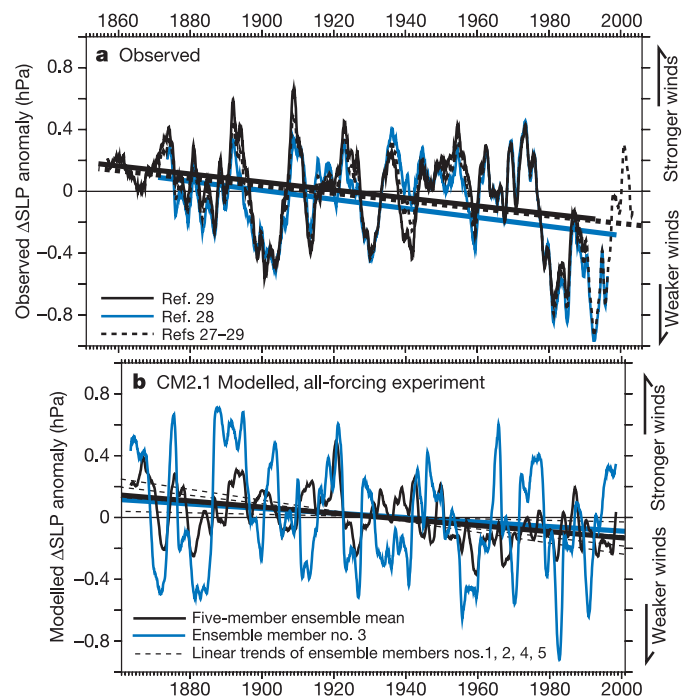 1860 1880 1900 1920 1940 1960 1980 2000
a Observed
Observed ΔSLP anomaly (hPa)
0.8
0.4
0
−0.4
−0.8
Stronger winds
Weaker winds
Ref. 29
Ref. 28
Refs 27–29
b CM2.1 Modelled, all-forcing experiment
Modelled ΔSLP anomaly (hPa)
0.8
0.4
0
−0.4
−0.8
Stronger winds
Weaker winds
Five-member ensemble mean
Ensemble member no. 3
Linear trends of ensemble members nos.1, 2, 4, 5
1880 1900 1920 1940 1960 1980 2000